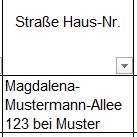 Straße Haus-Nr.
Magdalena-
Mustermann-Allee
123 bei Muster